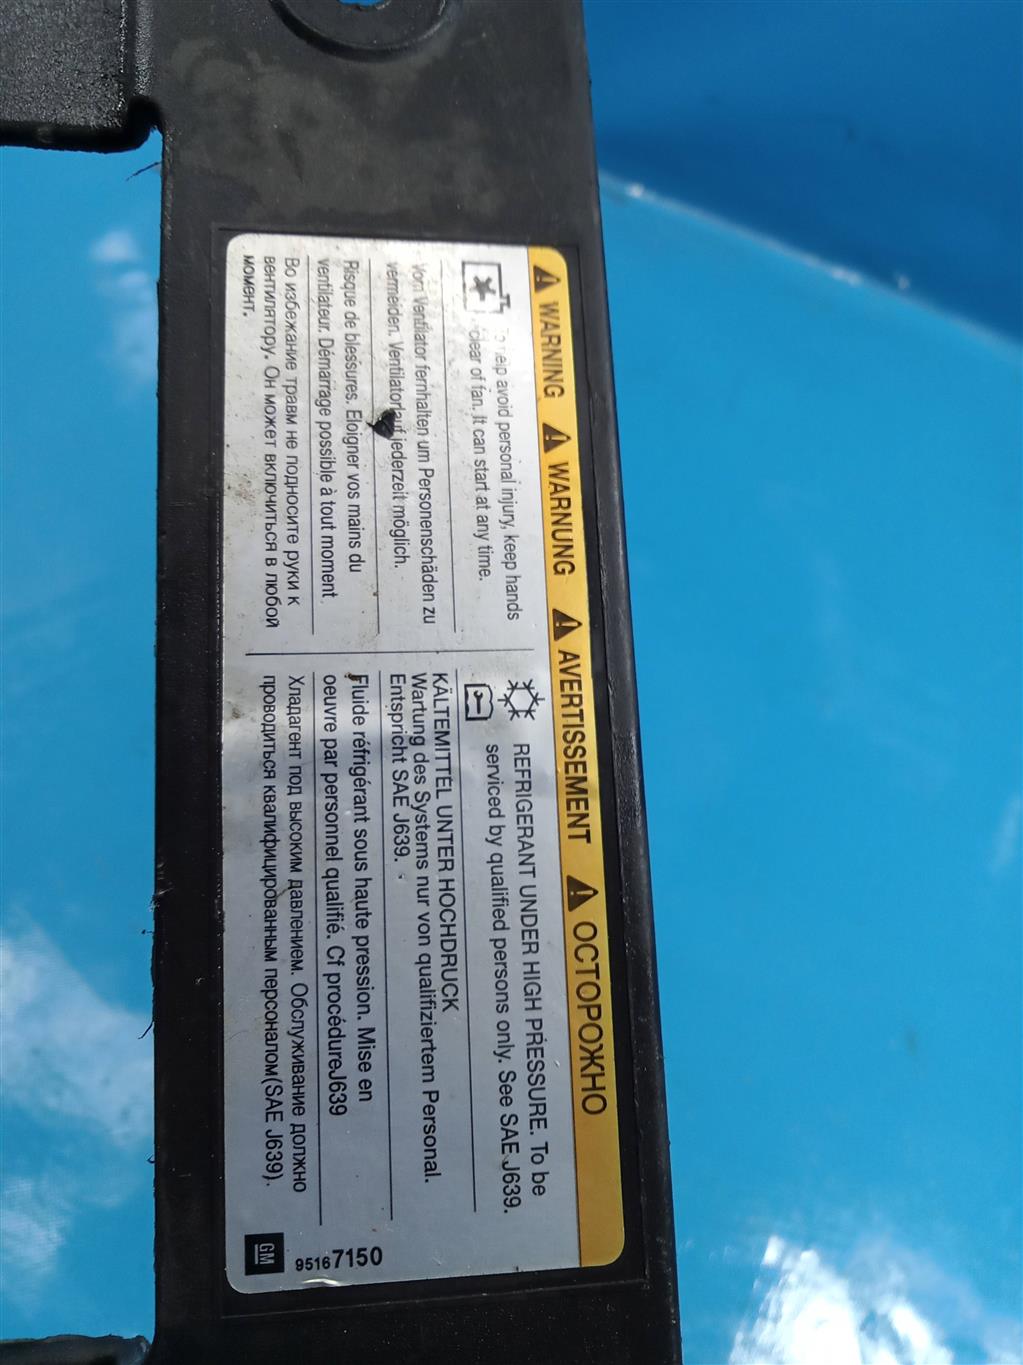 WARNING WARNUNG AVERTISSEMENT ОСТОРОЖНО
help avoid personal injury, keep hands
clear of fan. It can start at any time.
Vom Ventilator fernhalten um Personenschäden zu
vermeiden. Ventilatorlauf jederzeit möglich.
Risque de blessures. Eloigner vos mains du
ventilateur. Démarrage possible à tout moment
Во избежание травм не подносите руки к
вентилятору. Он может включиться в любой
момент.
REFRIGERANT UNDER HIGH PRESSURE. To be
serviced by qualified persons only. See SAE J639.
KÄLTEMITTEL UNTER HOCHDRUCK
Wartung des Systems nur von qualifiziertem Personal.
Entspricht SAE J639.
Fluide réfrigérant sous haute pression. Mise en
oeuvre par personnel qualifié. Cf procédureJ639
Хладагент под высоким давлением. Обслуживание должно
проводиться квалифицированным персоналом(SAE J639).
GM 95167150